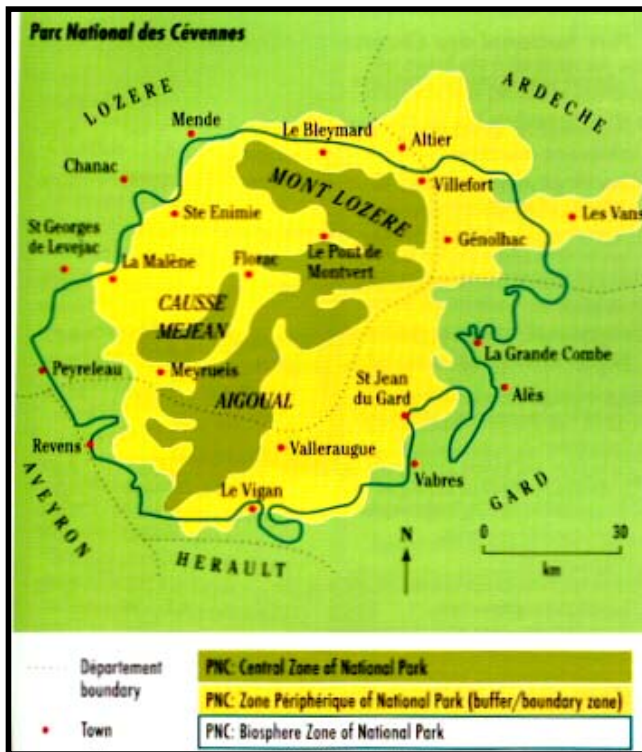 Parc National des Cévennes
LOZERE
ARDECHE
Mende
Le Bleymard
Altier
Chanac
MONT LOZERE
Villefort
Ste Enimie
Les Vans
St Georges
de Levejac
Génolhac
La Malène
Florac
Le Pont de
Montvert
CAUSSE
MEJEAN
La Grande Combe
Peyreleau
Meyrueis
St Jean
du Gard
Alès
AIGOUAL
Revens
Valleraugue
Vabres
AVEYRON
Le Vigan
GARD
HERAULT
N
0 30
km
Département
boundary
Town
PNC: Central Zone of National Park
PNC: Zone Périphérique of National Park (buffer/boundary zone)
PNC: Biosphere Zone of National Park